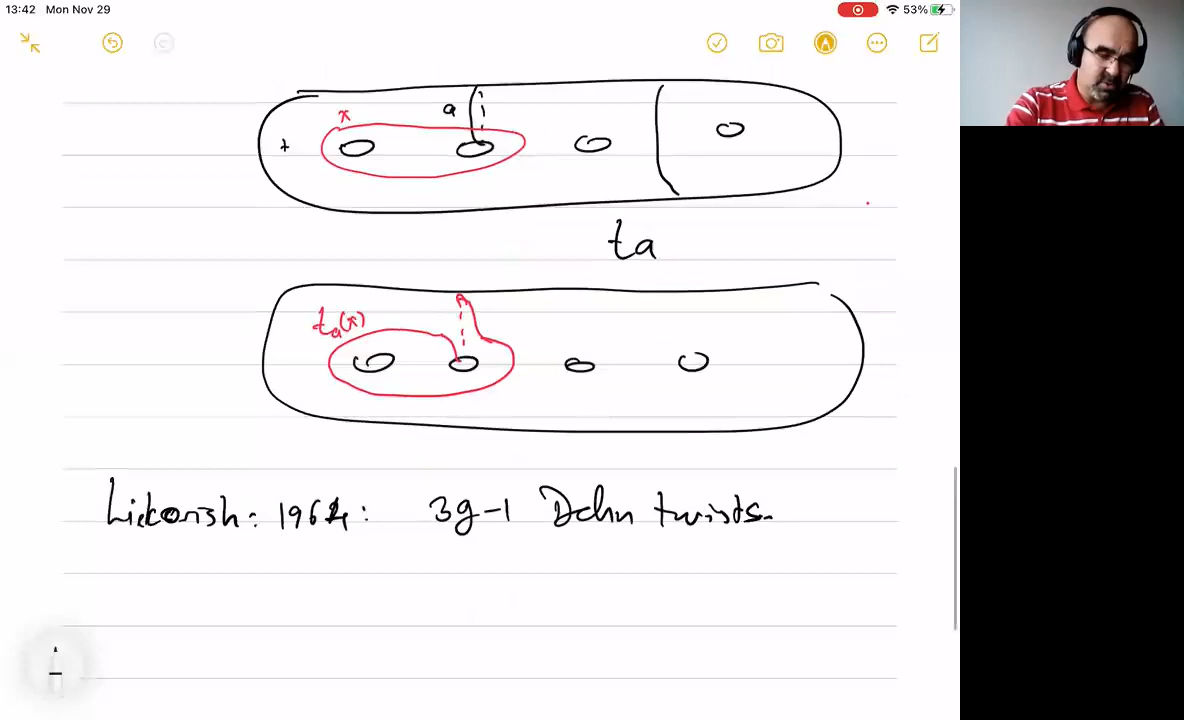 13:42 Mon Nov 29
53%
x a
+
ta
ta(x)
Lickorish: 1964: 3g-1 Dehn twists.